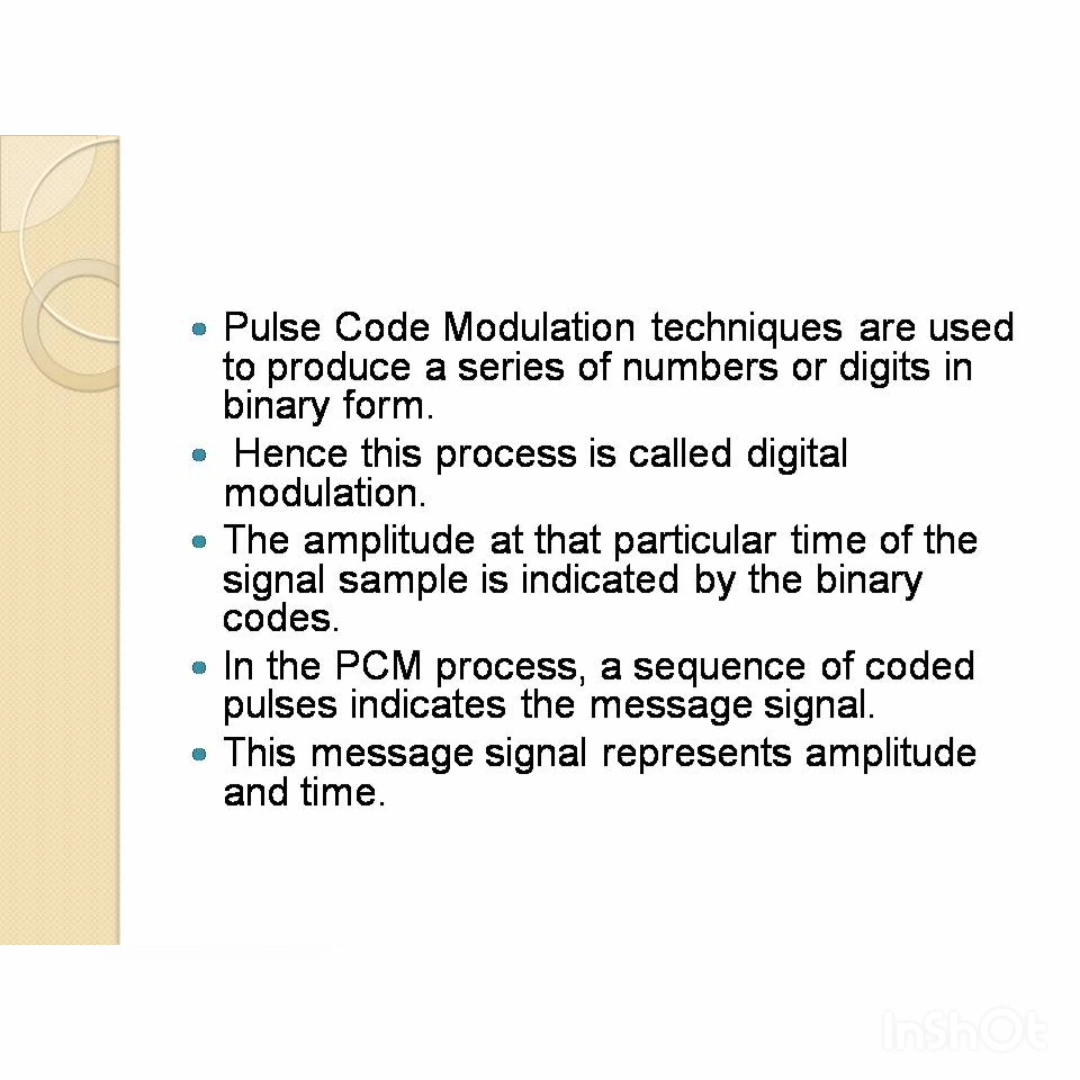 • Pulse Code Modulation techniques are used
to produce a series of numbers or digits in
binary form.
• Hence this process is called digital
modulation.
• The amplitude at that particular time of the
signal sample is indicated by the binary
codes.
• In the PCM process, a sequence of coded
pulses indicates the message signal.
• This message signal represents amplitude
and time.
InShOt